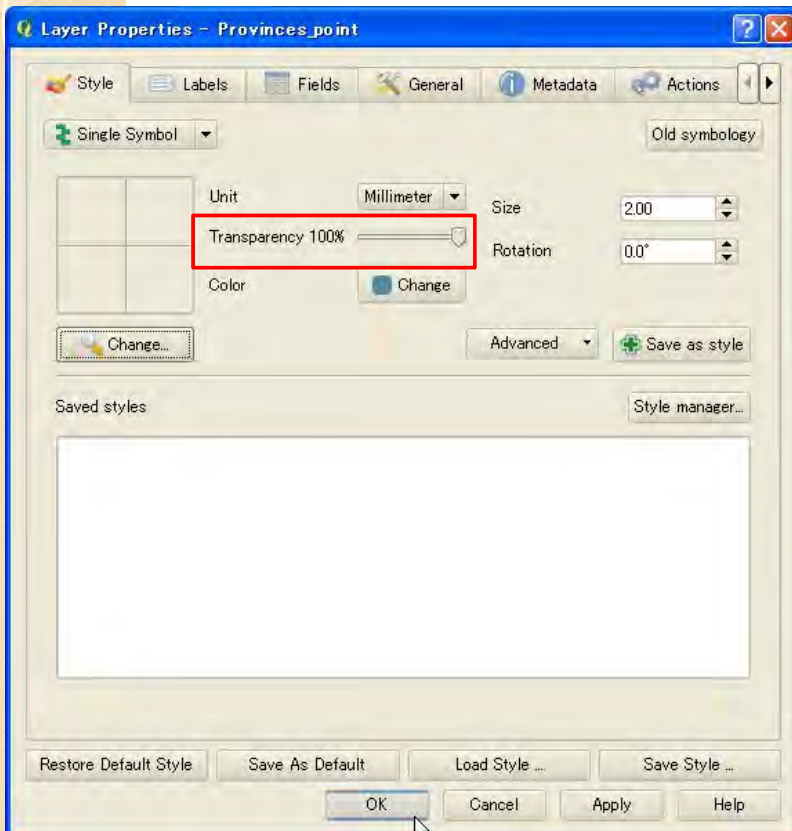 Layer Properties - Provinces_point
Style Labels Fields General Metadata Actions
Single Symbol Old symbology
Unit Millimeter Size 2.00
Transparency 100%
Rotation 0.0°
Color Change
Change... Advanced Save as style
Saved styles Style manager...
Restore Default Style Save As Default Load Style ... Save Style ...
OK Cancel Apply Help